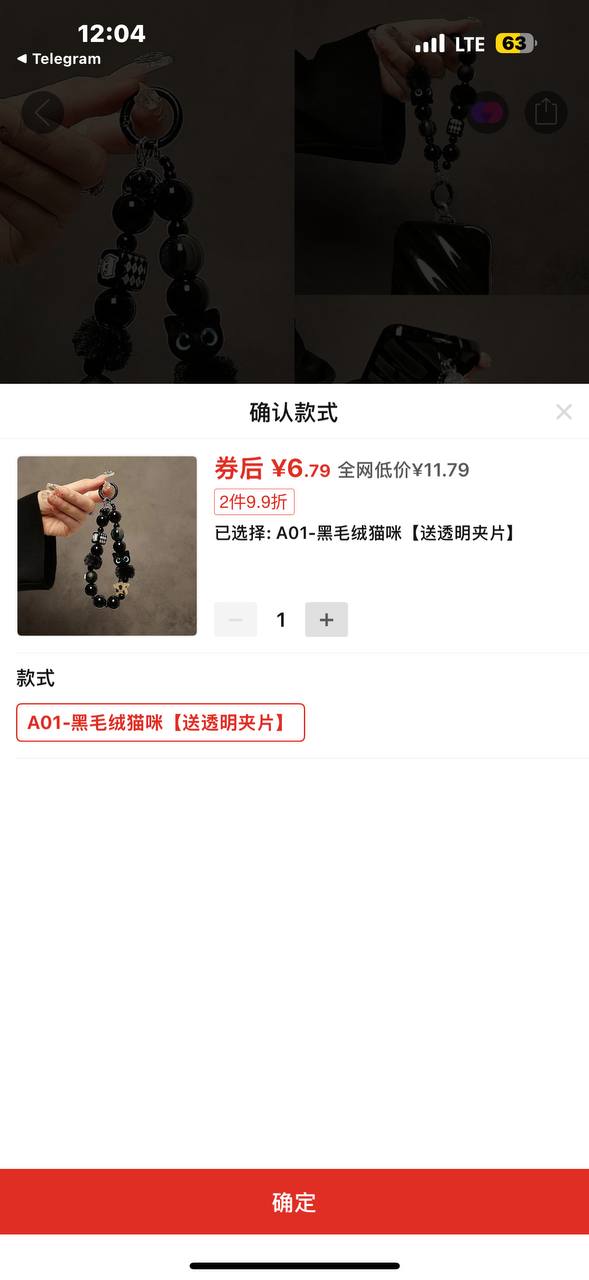 12:04
LTE
63
◀ Telegram
确认款式
券后 ¥6.79 全网低价¥11.79
2件9.9折
已选择: A01-黑毛绒猫咪【送透明夹片】
1
款式
A01-黑毛绒猫咪【送透明夹片】
确定